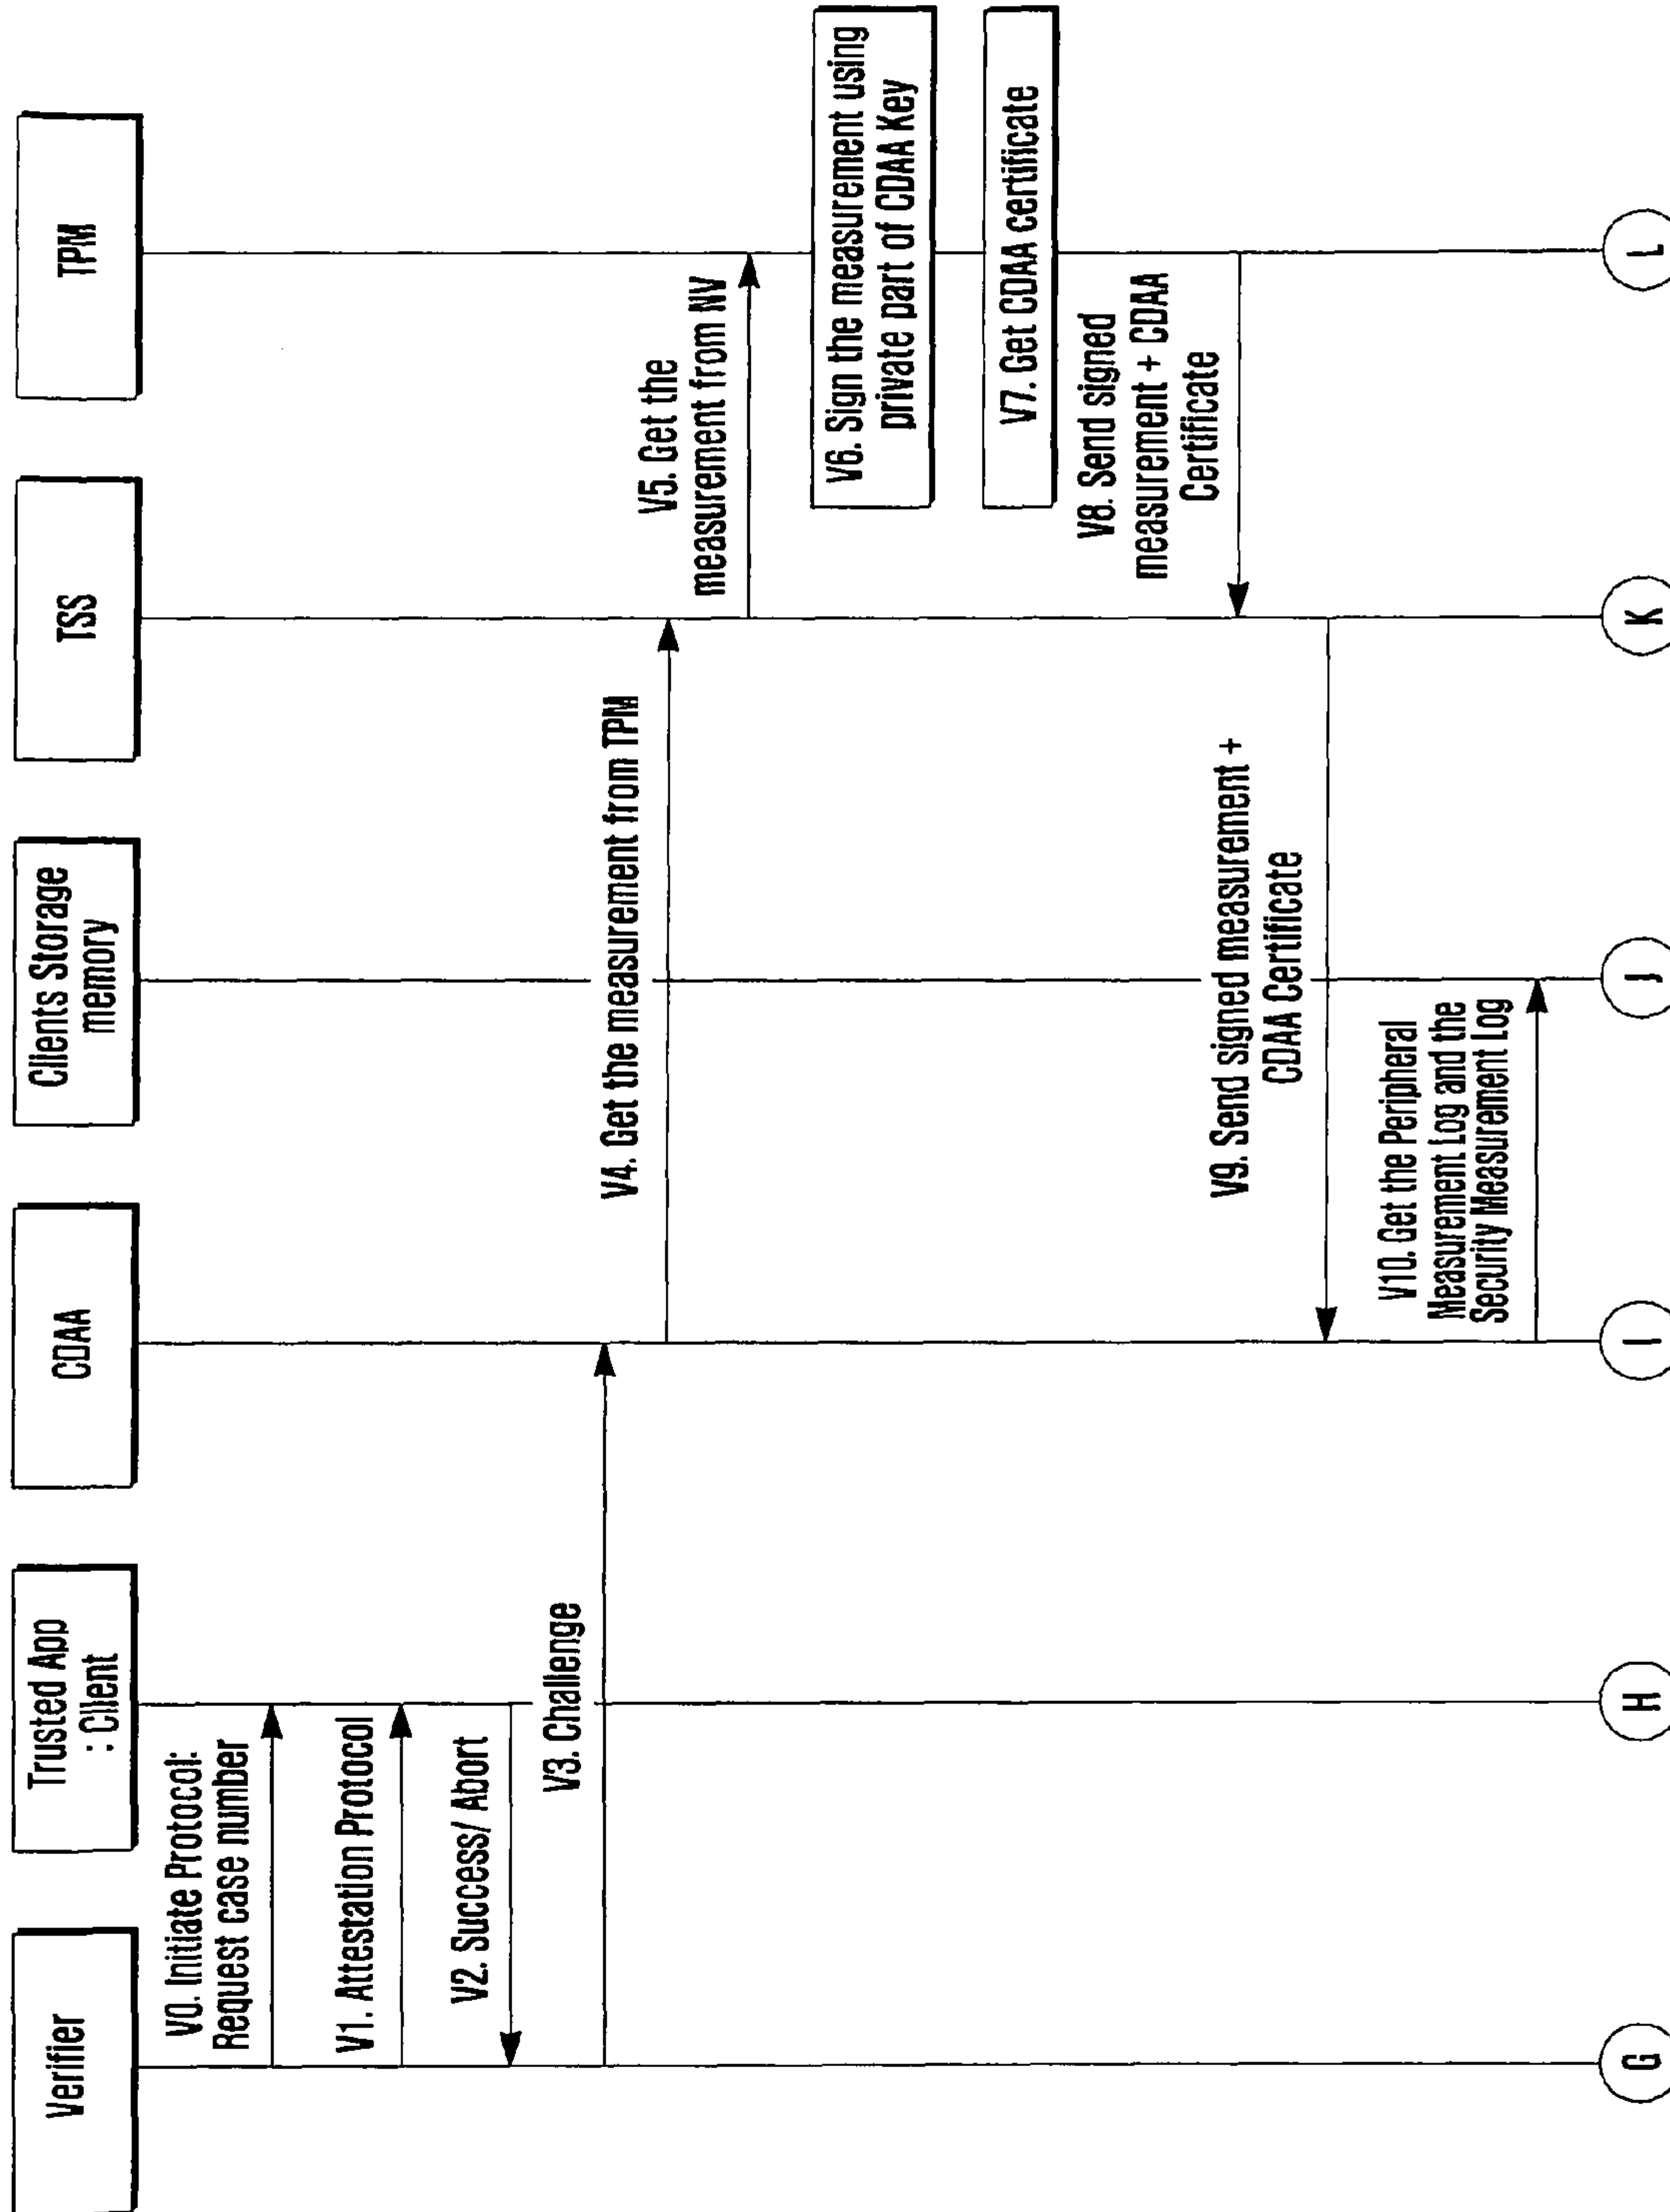 Verifier
Trusted App
: Client
CDAA
Clients Storage
memory
TSS
TPM
V0. Initiate Protocol:
Request case number
V1. Attestation Protocol
V2. Success/ Abort
V3. Challenge
V4. Get the measurement from TPM
V5. Get the
measurement from NV
V6. Sign the measurement using
private part of CDAA Key
V7. Get CDAA certificate
V8. Send signed
measurement + CDAA
Certificate
V9. Send signed measurement +
CDAA Certificate
V10. Get the Peripheral
Measurement Log and the
Security Measurement Log
G
H
I
J
K
L